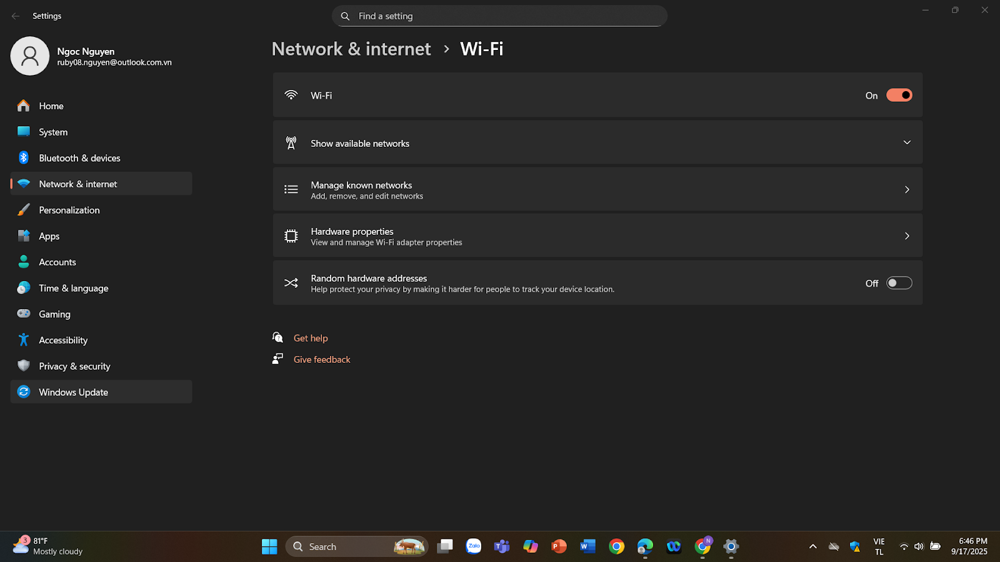 Settings
Find a setting
Ngoc Nguyen
ruby08.nguyen@outlook.com.vn
Home
System
Bluetooth & devices
Network & internet
Personalization
Apps
Accounts
Time & language
Gaming
Accessibility
Privacy & security
Windows Update
Network & internet › Wi-Fi
Wi-Fi
On
Show available networks
Manage known networks
Add, remove, and edit networks
Hardware properties
View and manage Wi-Fi adapter properties
Random hardware addresses
Help protect your privacy by making it harder for people to track your device location.
Off
Get help
Give feedback
3
81°F
Mostly cloudy
Search
Zalo
T
P
W
N
VIE
TL
6:46 PM
9/17/2025